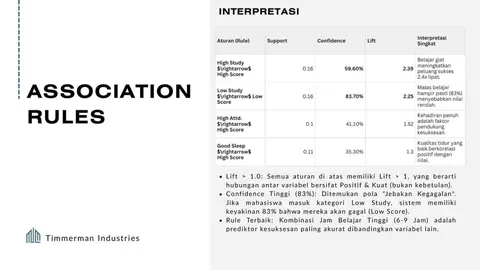 INTERPRETASI
ASSOCIATION
RULES
Aturan (Rule) Support Confidence Lift Interpretasi
Singkat
High Study
$\rightarrow$
High Score
0.16 59.60% 2.39
Belajar giat
meningkatkan
peluang sukses
2.4x lipat.
Low Study
$\rightarrow$ Low
Score
0.16 83.70% 2.25
Malas belajar
hampir pasti (83%)
menyebabkan nilai
rendah.
High Attd.
$\rightarrow$
High Score
0.1 41.10% 1.52
Kehadiran penuh
adalah faktor
pendukung
kesuksesan.
Good Sleep
$\rightarrow$
High Score
0.11 35.30% 1.3
Kualitas tidur yang
baik berkorelasi
positif dengan
nilai.
• Lift > 1.0: Semua aturan di atas memiliki Lift > 1, yang berarti
hubungan antar variabel bersifat Positif & Kuat (bukan kebetulan).
• Confidence Tinggi (83%): Ditemukan pola "Jebakan Kegagalan".
Jika mahasiswa masuk kategori Low Study, sistem memiliki
keyakinan 83% bahwa mereka akan gagal (Low Score).
• Rule Terbaik: Kombinasi Jam Belajar Tinggi (6-9 Jam) adalah
prediktor kesuksesan paling akurat dibandingkan variabel lain.
Timmerman Industries